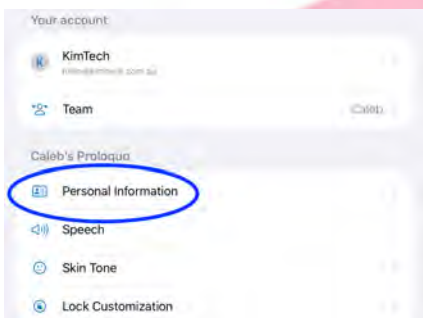 Your account
KimTech
Team
Caleb
Caleb's Proloquo
Personal Information
Speech
Skin Tone
Lock Customization